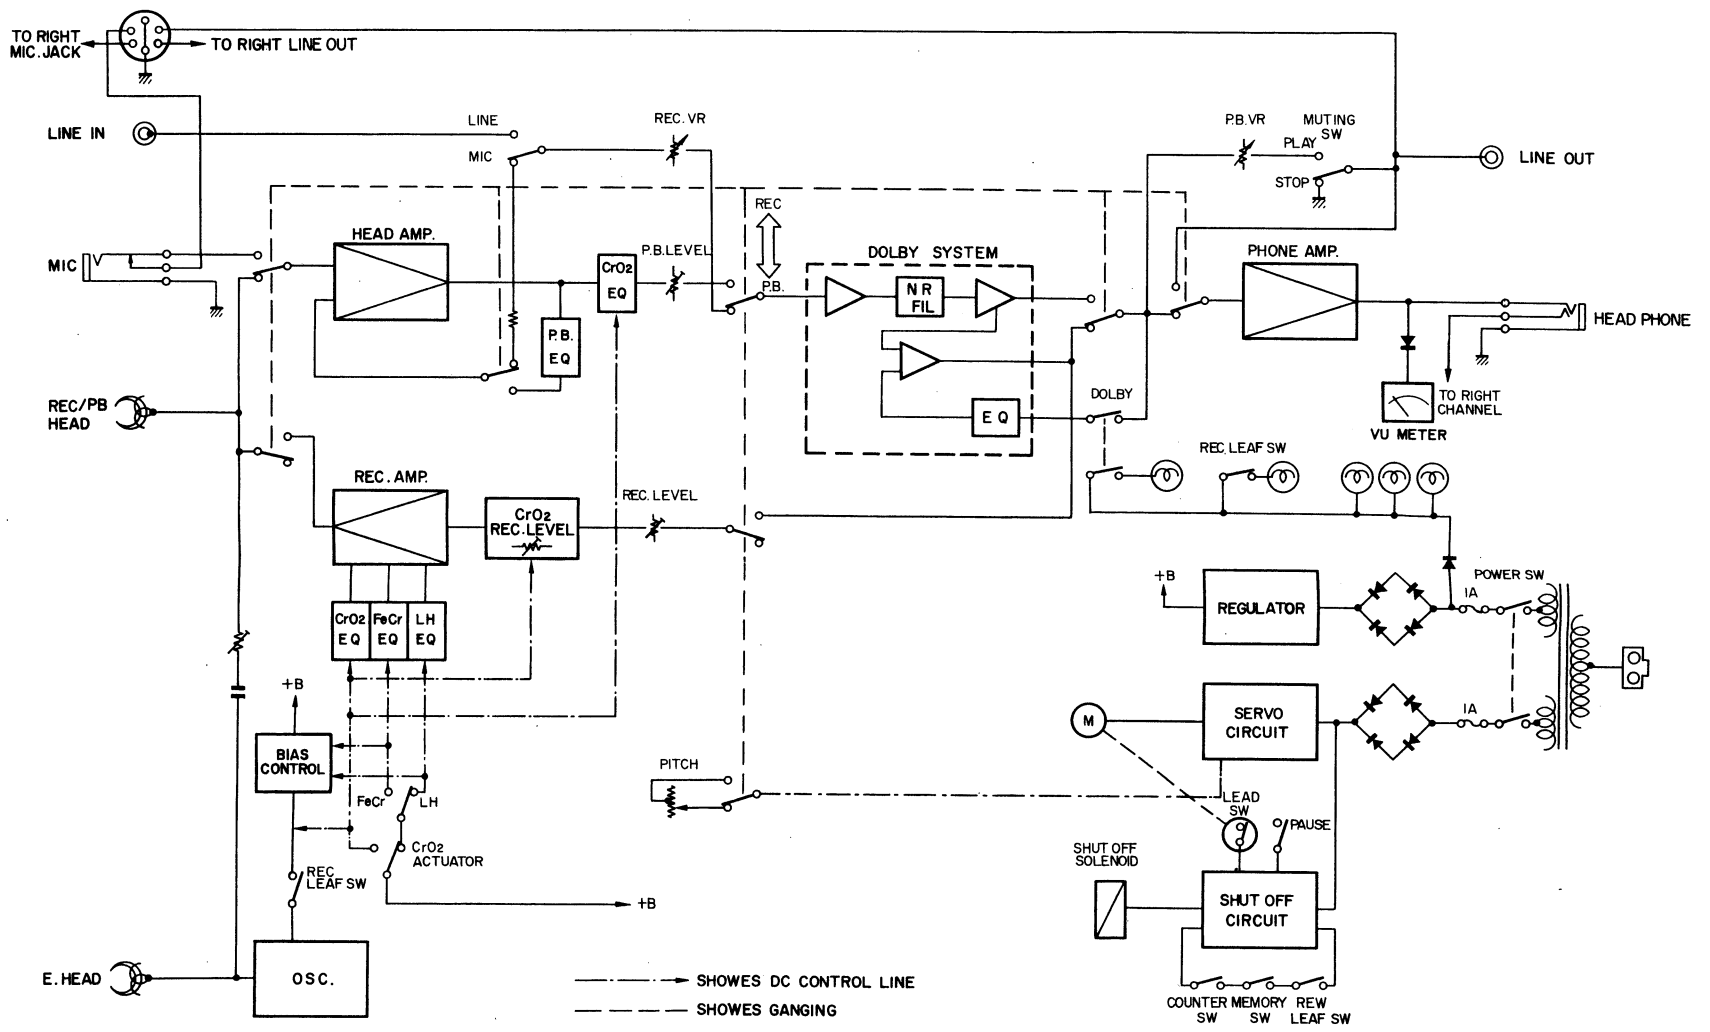 TO RIGHT
MIC. JACK
TO RIGHT LINE OUT
LINE IN
LINE
MIC
REC. VR
P.B. VR
MUTING
SW
PLAY
STOP
LINE OUT
MIC
HEAD AMP.
CrO2
EQ
P.B. LEVEL
REC
P.B.
DOLBY SYSTEM
NR
FIL
PHONE AMP.
HEAD PHONE
P.B.
EQ
EQ
DOLBY
TO RIGHT
CHANNEL
VU METER
REC/PB
HEAD
REC. AMP.
CrO2
REC. LEVEL
REC. LEVEL
REC. LEAF SW
CrO2
EQ
FeCr
EQ
LH
EQ
+B
REGULATOR
1A
POWER SW
+B
BIAS
CONTROL
FeCr
LH
CrO2
ACTUATOR
REC
LEAF SW
+B
PITCH
M
SERVO
CIRCUIT
1A
LEAD
SW
PAUSE
SHUT OFF
SOLENOID
SHUT OFF
CIRCUIT
E. HEAD
OSC.
SHOWES DC CONTROL LINE
SHOWES GANGING
COUNTER
SW
MEMORY
SW
REW
LEAF SW